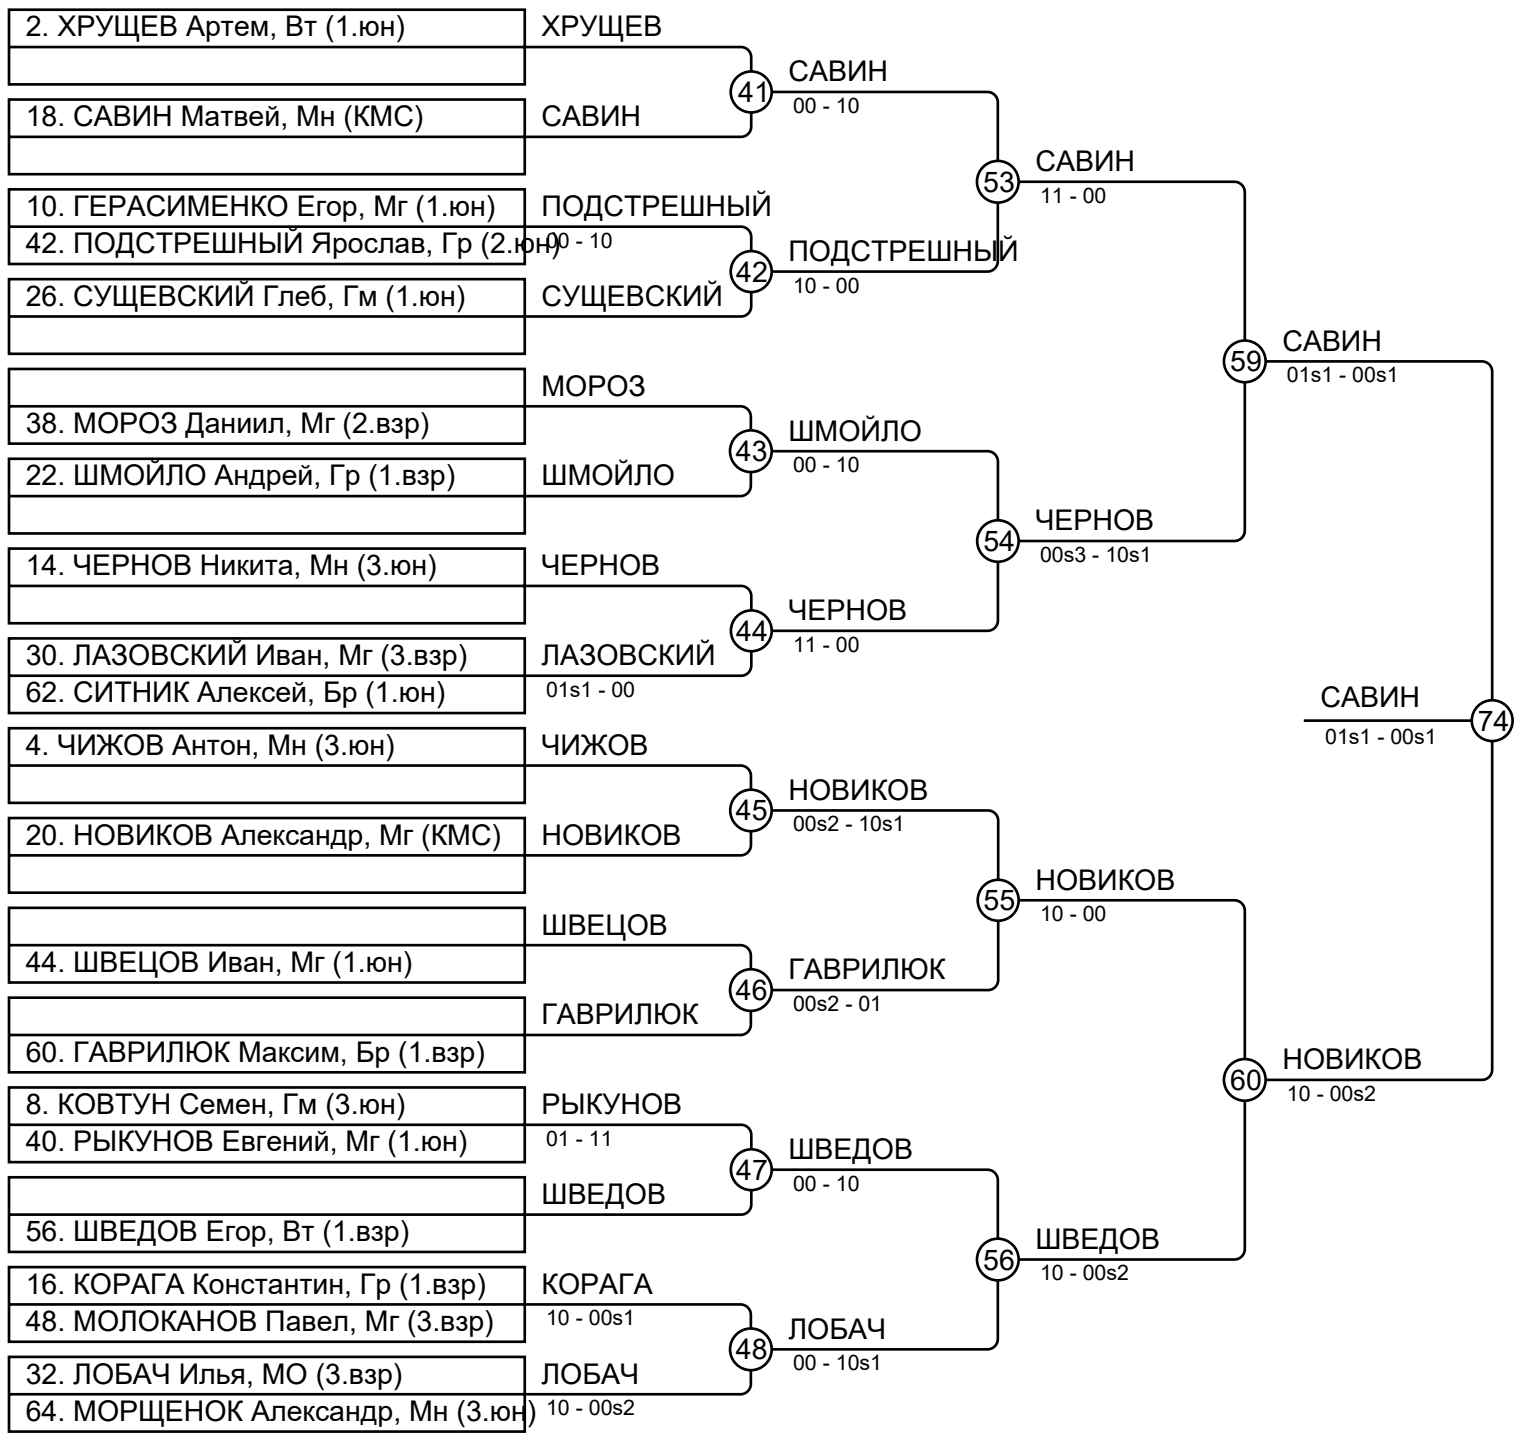 2. ХРУЩЕВ Артем, Вт (1.юн)
ХРУЩЕВ
41
САВИН
00 - 10
18. САВИН Матвей, Мн (КМС)
САВИН
53
САВИН
11 - 00
10. ГЕРАСИМЕНКО Егор, Мг (1.юн)
ПОДСТРЕШНЫЙ
42. ПОДСТРЕШНЫЙ Ярослав, Гр (2.юн)
00 - 10
42
ПОДСТРЕШНЫЙ
10 - 00
26. СУЩЕВСКИЙ Глеб, Гм (1.юн)
СУЩЕВСКИЙ
59
САВИН
01s1 - 00s1
МОРОЗ
38. МОРОЗ Даниил, Мг (2.взр)
43
ШМОЙЛО
00 - 10
22. ШМОЙЛО Андрей, Гр (1.взр)
ШМОЙЛО
54
ЧЕРНОВ
00s3 - 10s1
14. ЧЕРНОВ Никита, Мн (3.юн)
ЧЕРНОВ
44
ЧЕРНОВ
11 - 00
30. ЛАЗОВСКИЙ Иван, Мг (3.взр)
ЛАЗОВСКИЙ
62. СИТНИК Алексей, Бр (1.юн)
01s1 - 00
САВИН
74
01s1 - 00s1
4. ЧИЖОВ Антон, Мн (3.юн)
ЧИЖОВ
45
НОВИКОВ
00s2 - 10s1
20. НОВИКОВ Александр, Мг (КМС)
НОВИКОВ
55
НОВИКОВ
10 - 00
ШВЕЦОВ
44. ШВЕЦОВ Иван, Мг (1.юн)
46
ГАВРИЛЮК
00s2 - 01
ГАВРИЛЮК
60. ГАВРИЛЮК Максим, Бр (1.взр)
60
НОВИКОВ
10 - 00s2
8. КОВТУН Семен, Гм (3.юн)
РЫКУНОВ
40. РЫКУНОВ Евгений, Мг (1.юн)
01 - 11
47
ШВЕДОВ
00 - 10
ШВЕДОВ
56. ШВЕДОВ Егор, Вт (1.взр)
56
ШВЕДОВ
10 - 00s2
16. КОРАГА Константин, Гр (1.взр)
КОРАГА
48. МОЛОКАНОВ Павел, Мг (3.взр)
10 - 00s1
48
ЛОБАЧ
00 - 10s1
32. ЛОБАЧ Илья, МО (3.взр)
ЛОБАЧ
64. МОРЩЕНОК Александр, Мн (3.юн)
10 - 00s2